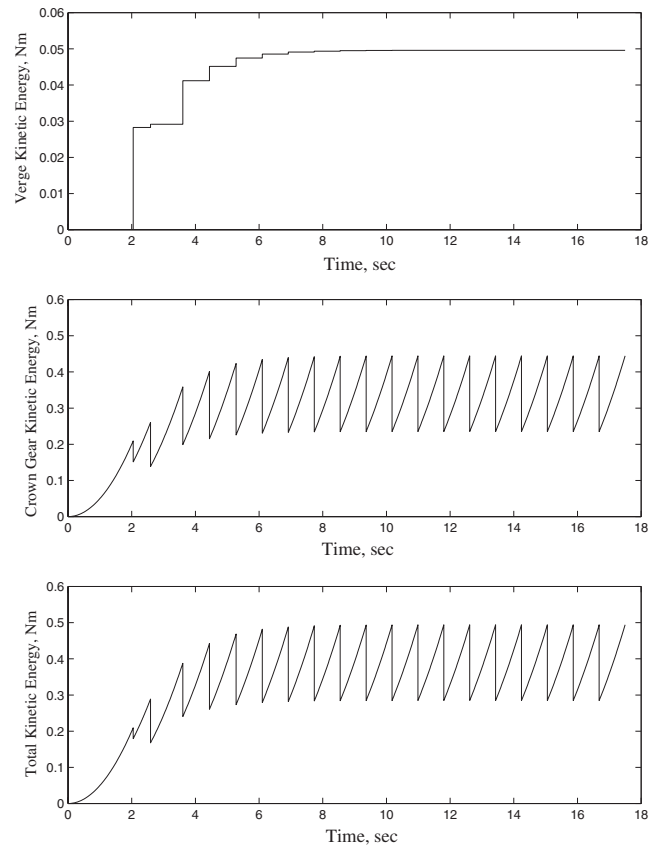 Verge Kinetic Energy, Nm
0.06
0.05
0.04
0.03
0.02
0.01
0
0 2 4 6 8 10 12 14 16 18
Time, sec
Crown Gear Kinetic Energy, Nm
0.6
0.5
0.4
0.3
0.2
0.1
0
0 2 4 6 8 10 12 14 16 18
Time, sec
Total Kinetic Energy, Nm
0.6
0.5
0.4
0.3
0.2
0.1
0
0 2 4 6 8 10 12 14 16 18
Time, sec